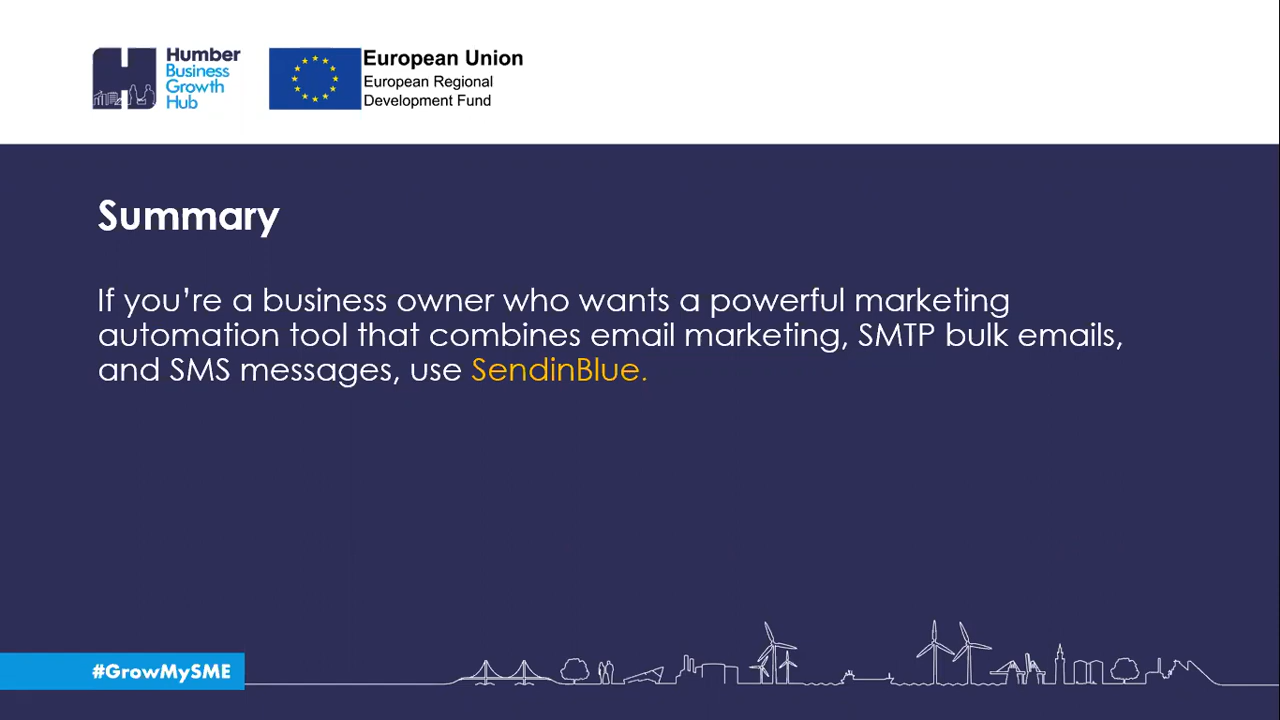 Humber
Business
Growth
Hub
European Union
European Regional
Development Fund
Summary
If you’re a business owner who wants a powerful marketing
automation tool that combines email marketing, SMTP bulk emails,
and SMS messages, use SendinBlue.
#GrowMySME